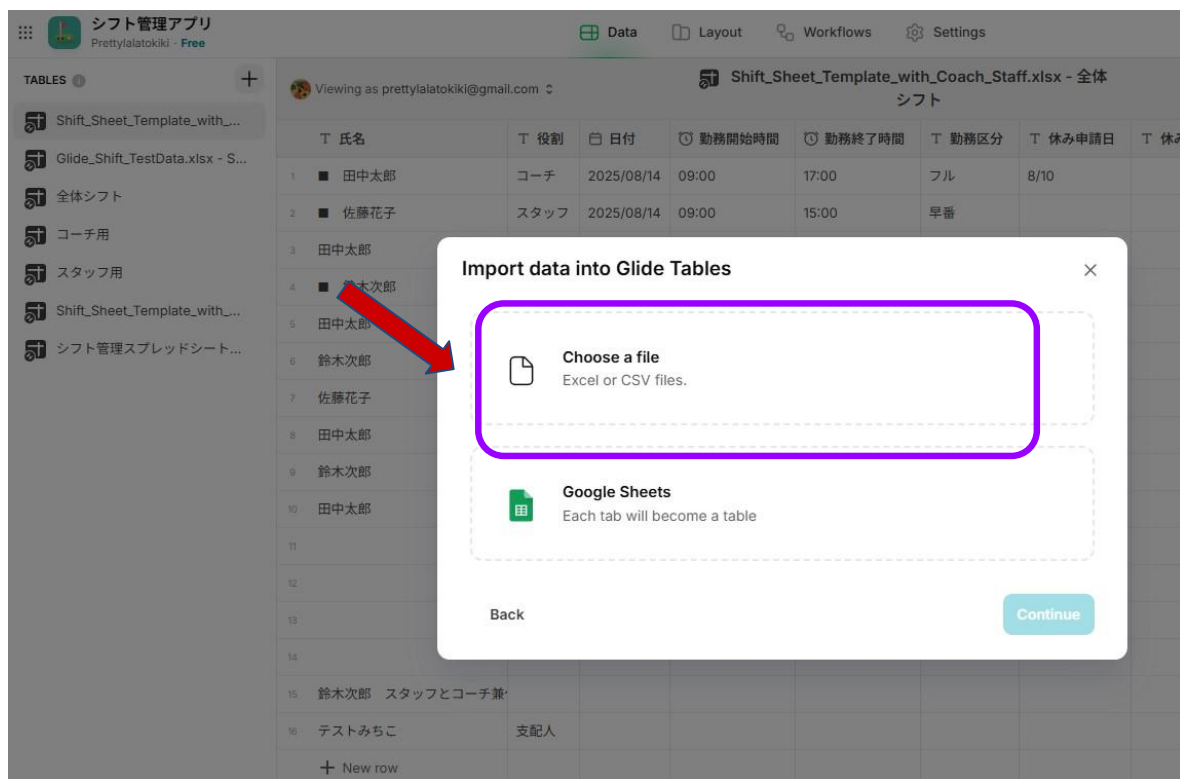 シフト管理アプリ
Prettylalatokiki - Free
Data
Layout
Workflows
Settings
TABLES
Shift_Sheet_Template_with_...
Glide_Shift_TestData.xlsx - S...
全体シフト
コーチ用
スタッフ用
Shift_Sheet_Template_with_...
シフト管理スプレッドシート...
Viewing as prettylalatokiki@gmail.com
Shift_Sheet_Template_with_Coach_Staff.xlsx - 全体
シフト
氏名 役割 日付 勤務開始時間 勤務終了時間 勤務区分 休み申請日
1 ■ 田中太郎 コーチ 2025/08/14 09:00 17:00 フル 8/10
2 ■ 佐藤花子 スタッフ 2025/08/14 09:00 15:00 早番
3 田中太郎
4 ■ 鈴木次郎
5 田中太郎
6 鈴木次郎
7 佐藤花子
8 田中太郎
9 鈴木次郎
10 田中太郎
11
12
13
14
15 鈴木次郎 スタッフとコーチ兼
16 テストみちこ 支配人
New row
Import data into Glide Tables
Choose a file
Excel or CSV files.
Google Sheets
Each tab will become a table
Back
Continue